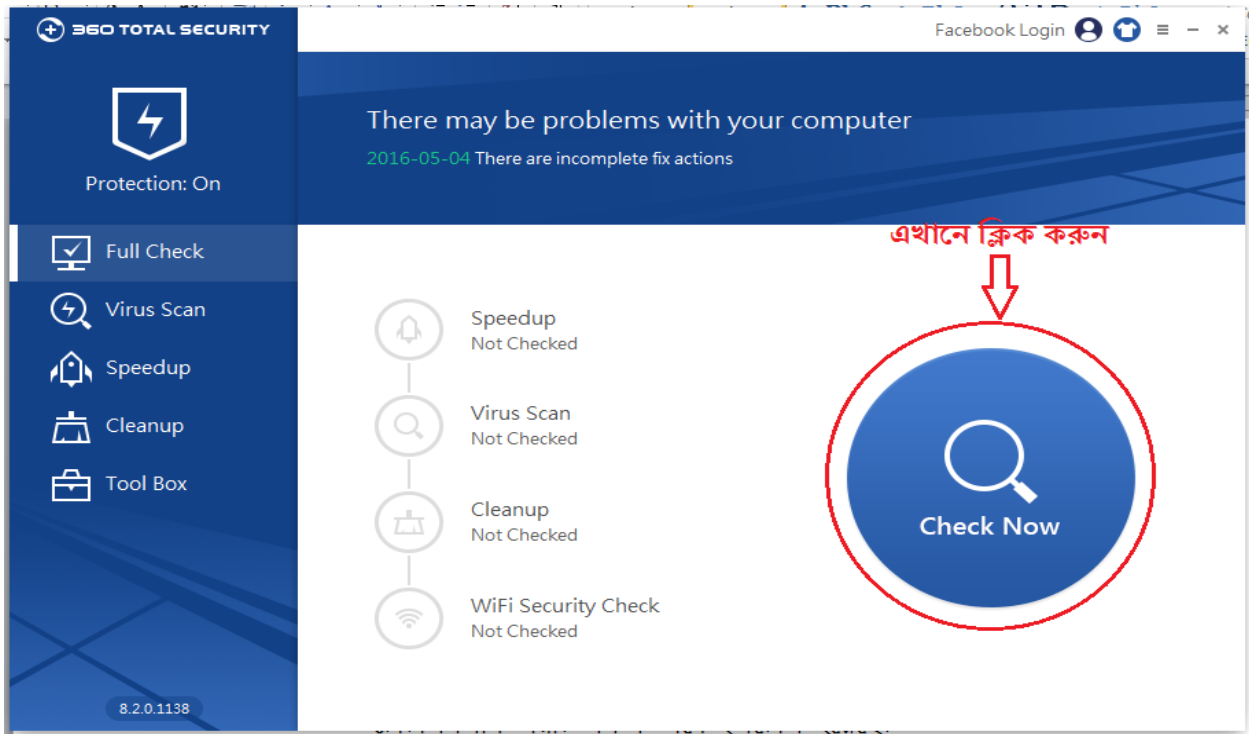 360 TOTAL SECURITY
Facebook Login
Protection: On
There may be problems with your computer
2016-05-04 There are incomplete fix actions
Full Check
Virus Scan
Speedup
Cleanup
Tool Box
8.2.0.1138
এখানে ক্লিক করুন
Speedup
Not Checked
Virus Scan
Not Checked
Cleanup
Not Checked
WiFi Security Check
Not Checked
Check Now